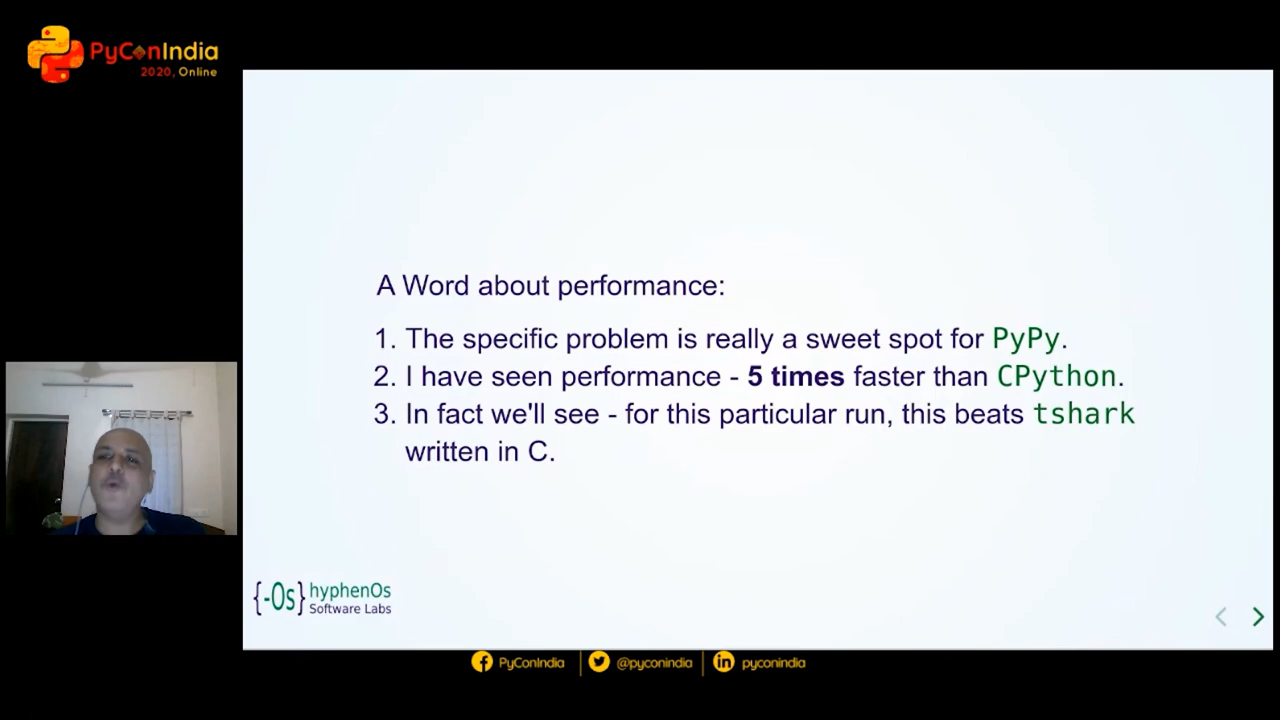 PyConIndia
2020, Online
A Word about performance:
1. The specific problem is really a sweet spot for PyPy.
2. I have seen performance - 5 times faster than CPython.
3. In fact we'll see - for this particular run, this beats tshark
written in C.
{-Os} hyphenOs
Software Labs
PyConIndia @pyconindia pyconindia